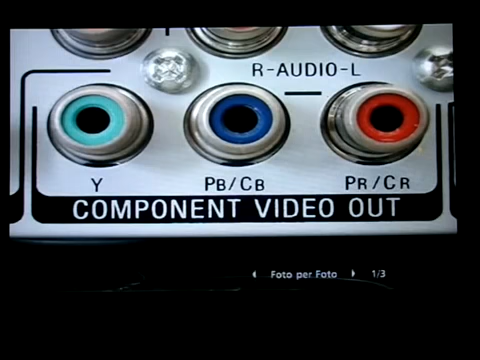 R-AUDIO-L
Y PB/CB PR/CR
COMPONENT VIDEO OUT
Foto per Foto 1/3